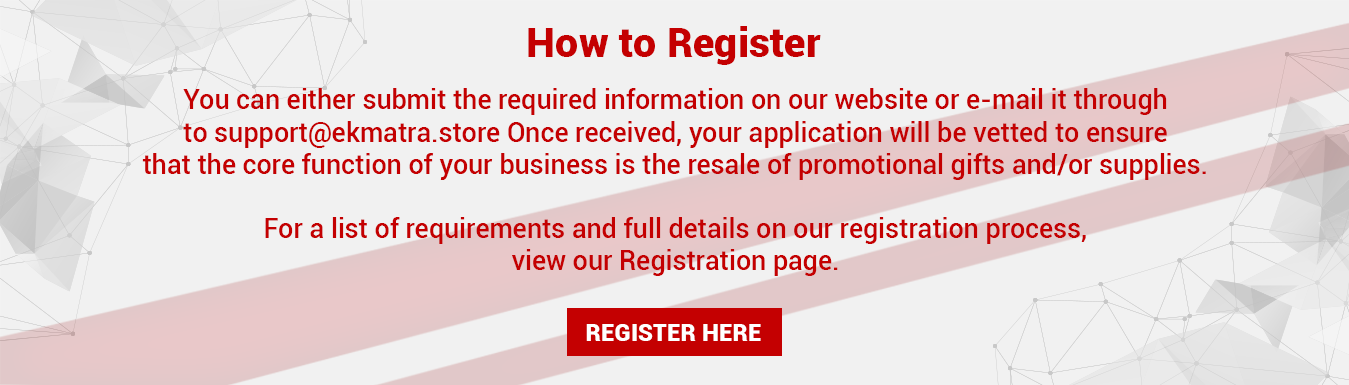 How to Register
You can either submit the required information on our website or e-mail it through
to support@ekmatra.store Once received, your application will be vetted to ensure
that the core function of your business is the resale of promotional gifts and/or supplies.
For a list of requirements and full details on our registration process,
view our Registration page.
REGISTER HERE